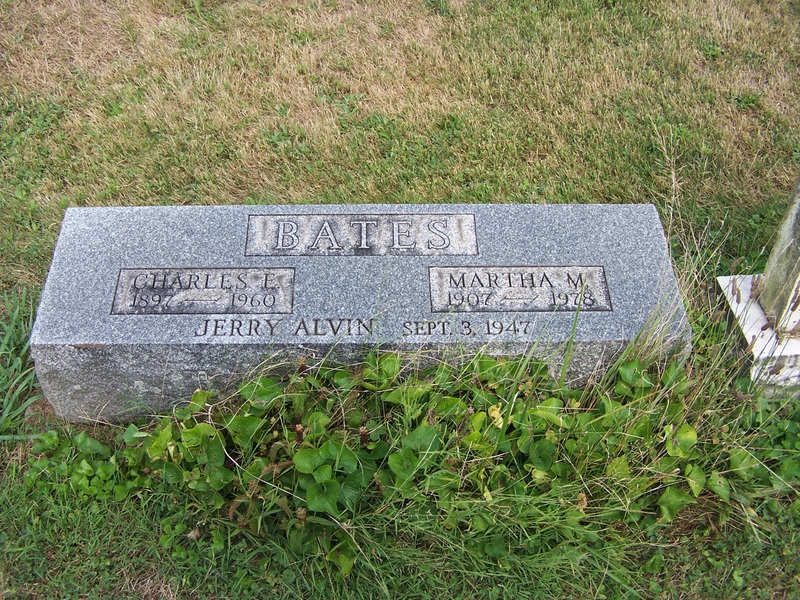 BATES
CHARLES E.
1897 1960
MARTHA M.
1907 1978
JERRY ALVIN SEPT. 3, 1947